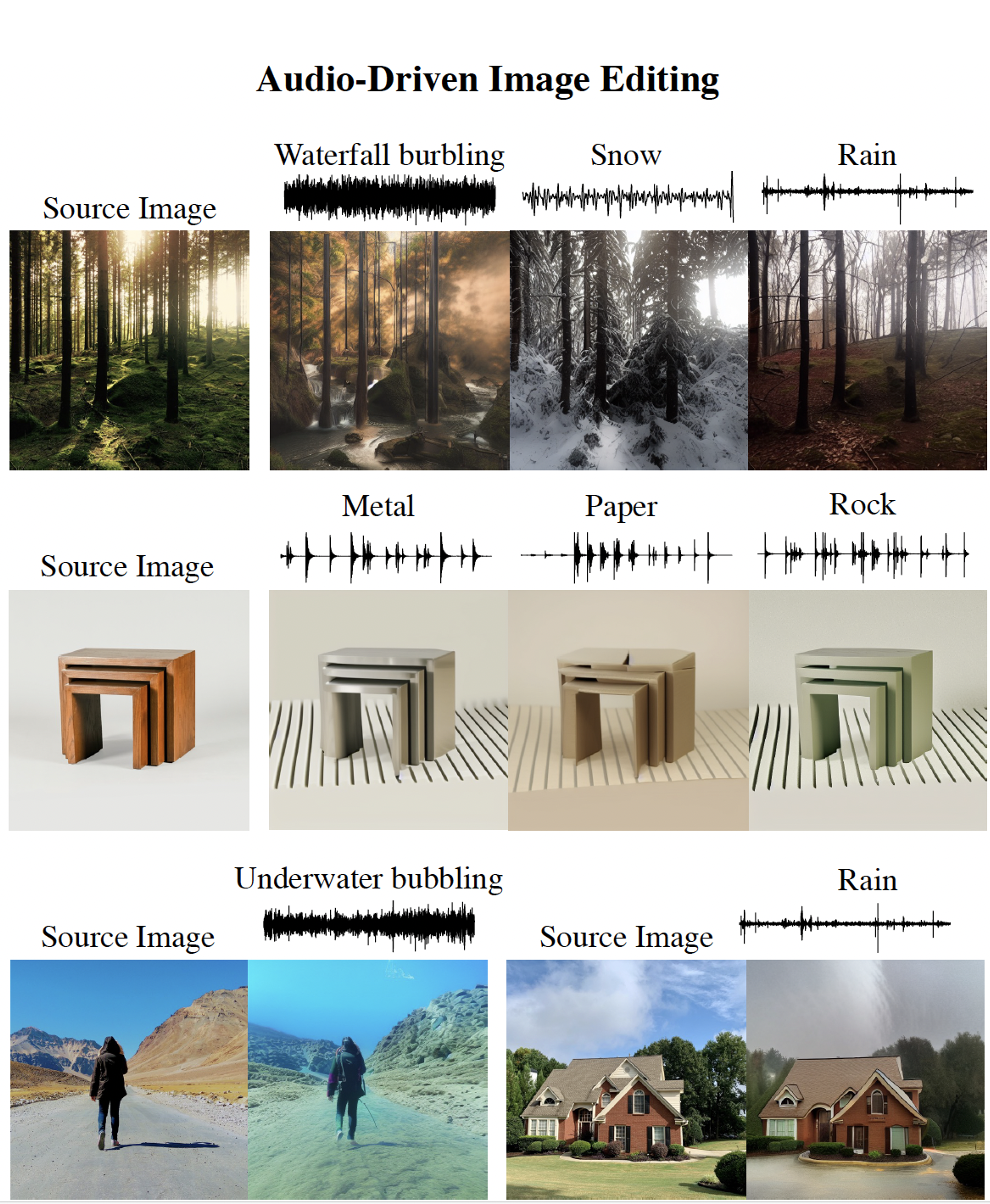 Audio-Driven Image Editing
Waterfall burbling
Snow
Rain
Source Image
Metal
Paper
Rock
Source Image
Underwater bubbling
Rain
Source Image
Source Image